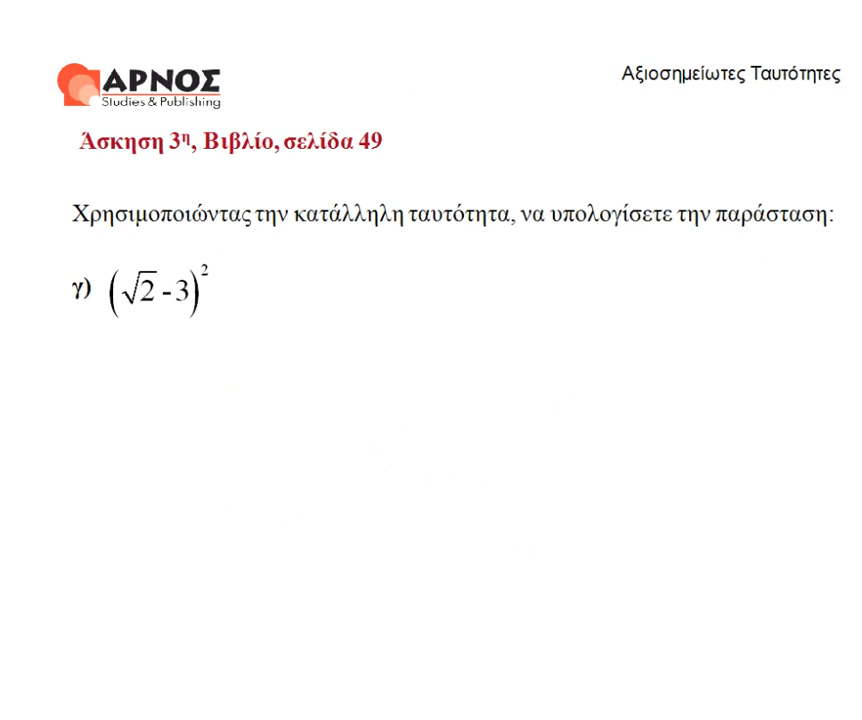 ΑΡΝΟΣ
Studies & Publishing
Αξιοσημείωτες Ταυτότητες
Άσκηση 3η, Βιβλίο, σελίδα 49
Χρησιμοποιώντας την κατάλληλη ταυτότητα, να υπολογίσετε την παράσταση:
γ) (√2 - 3)²